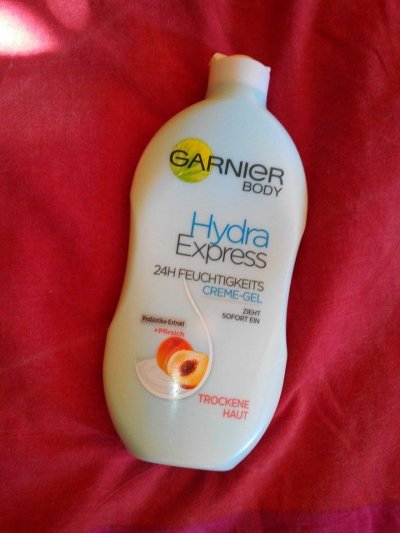 GARNIER
BODY
Hydra
Express
24H FEUCHTIGKEITS
CREME-GEL
ZIEHT
SOFORT EIN
Probiotika-Extrakt
+Pfirsich
TROCKENE
HAUT